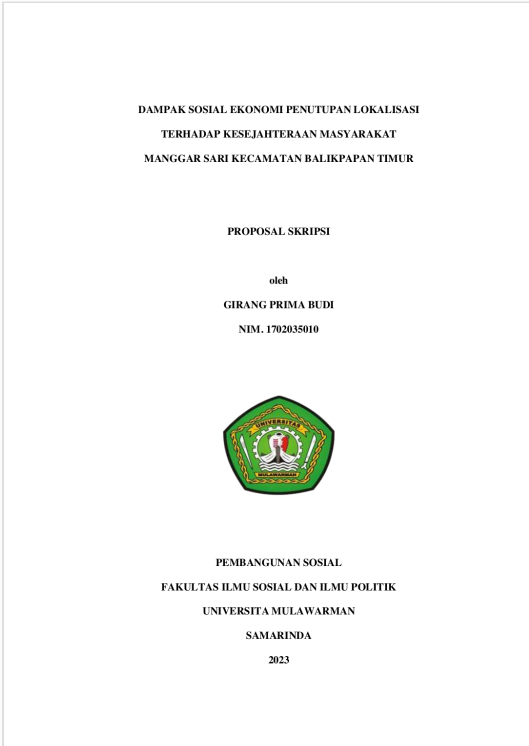 DAMPAK SOSIAL EKONOMI PENUTUPAN LOKALISASI
TERHADAP KESEJAHTERAAN MASYARAKAT
MANGGAR SARI KECAMATAN BALIKPAPAN TIMUR
PROPOSAL SKRIPSI
oleh
GIRANG PRIMA BUDI
NIM. 1702035010
UNIVERSITAS
MULAWARMAN
PEMBANGUNAN SOSIAL
FAKULTAS ILMU SOSIAL DAN ILMU POLITIK
UNIVERSITA MULAWARMAN
SAMARINDA
2023